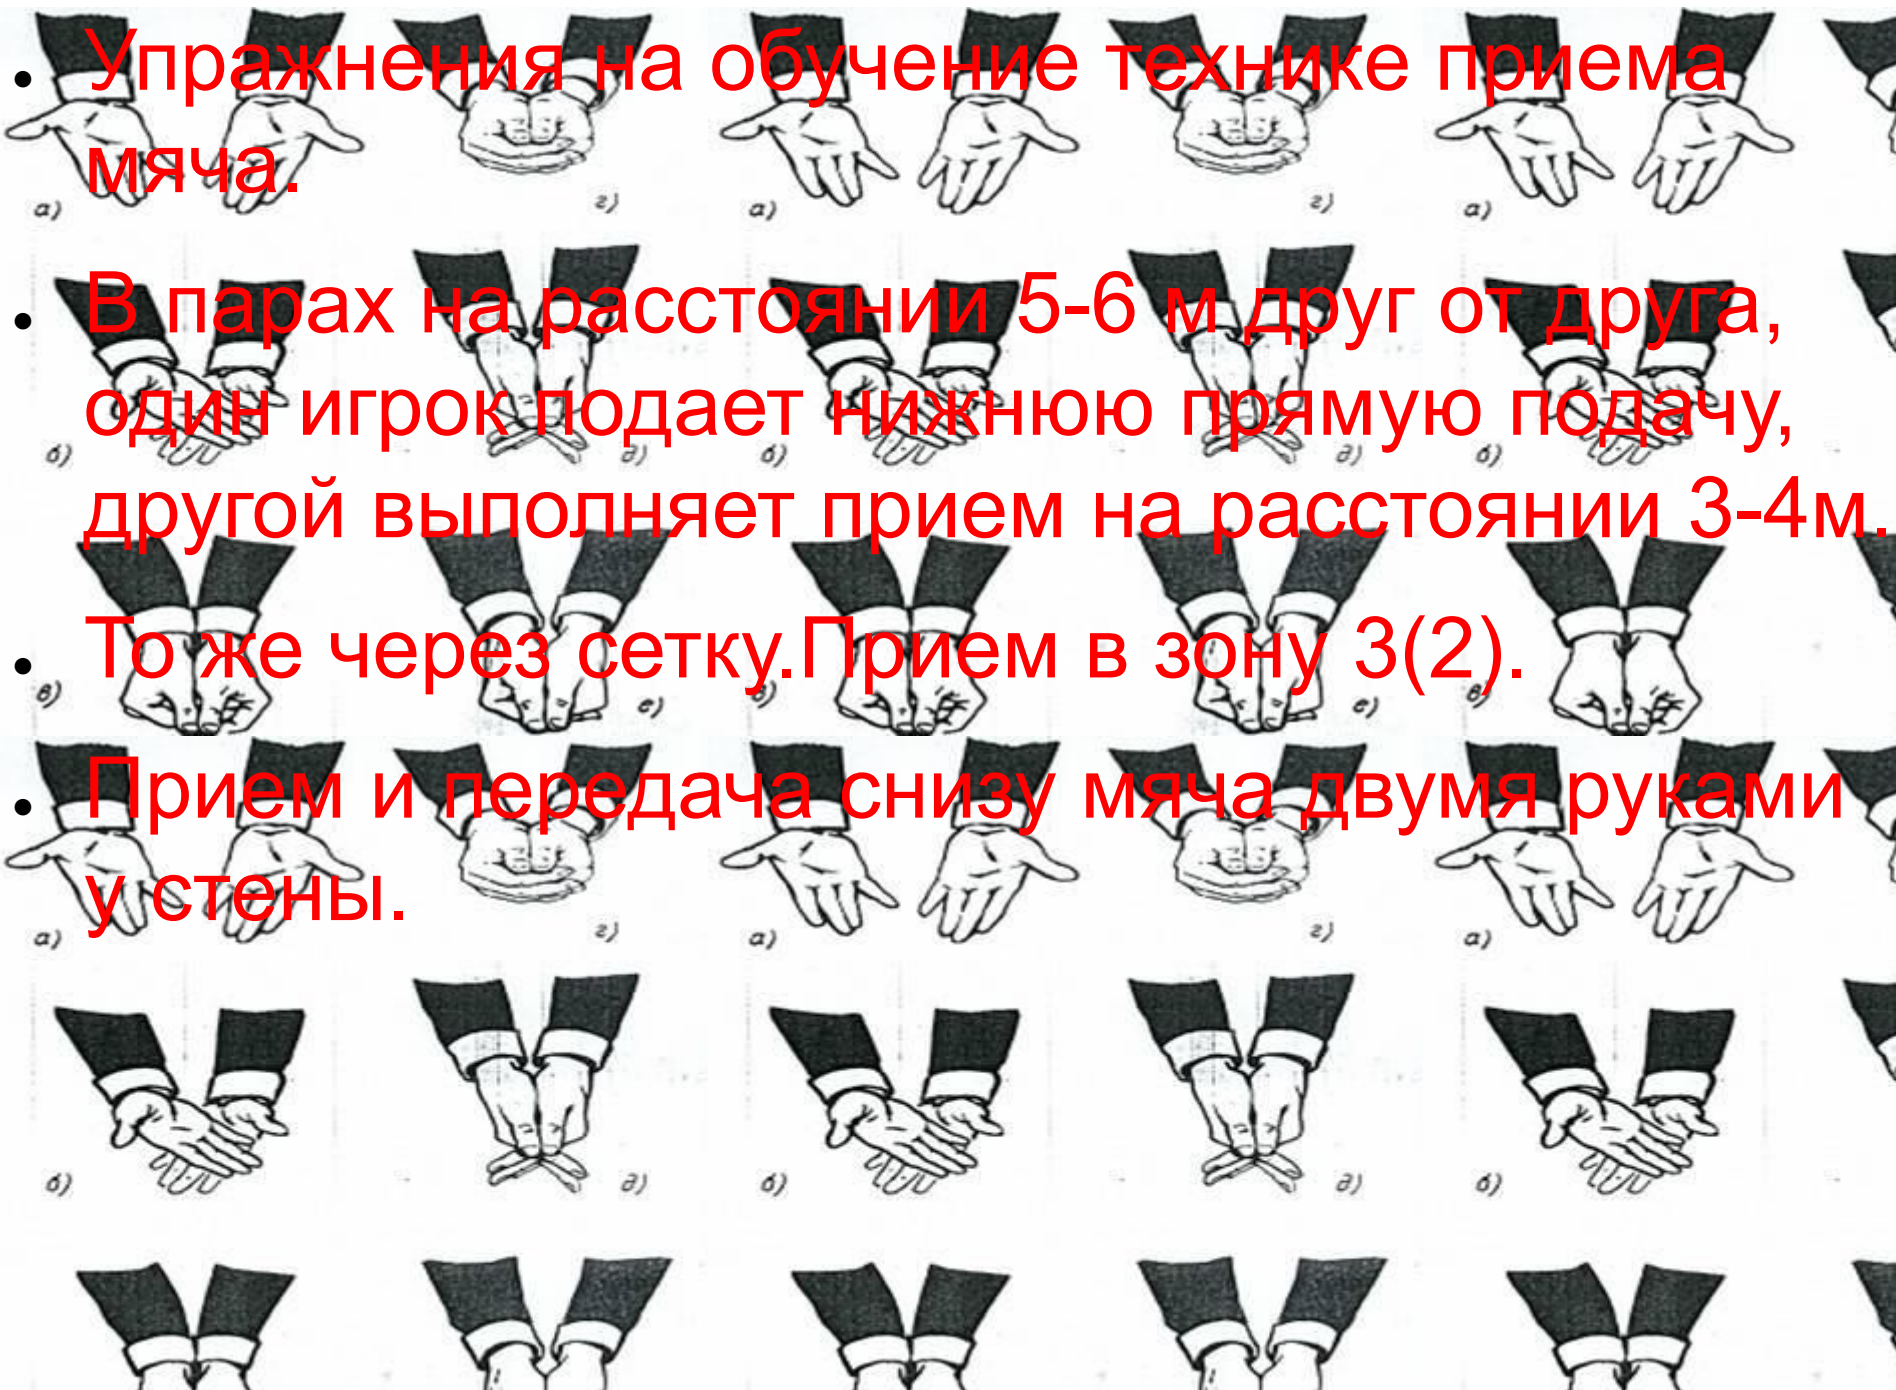 Упражнения на обучение технике приема
мяча.
а) г) а) г) а)
В парах на расстоянии 5-6 м друг от друга,
один игрок подает нижнюю прямую подачу,
б) д) б) д) б)
другой выполняет прием на расстоянии 3-4м.
То же через сетку.Прием в зону 3(2).
в) е) в) е) в)
Прием и передача снизу мяча двумя руками
у стены.
а) г) а) г) а)
б) д) б) д) б)